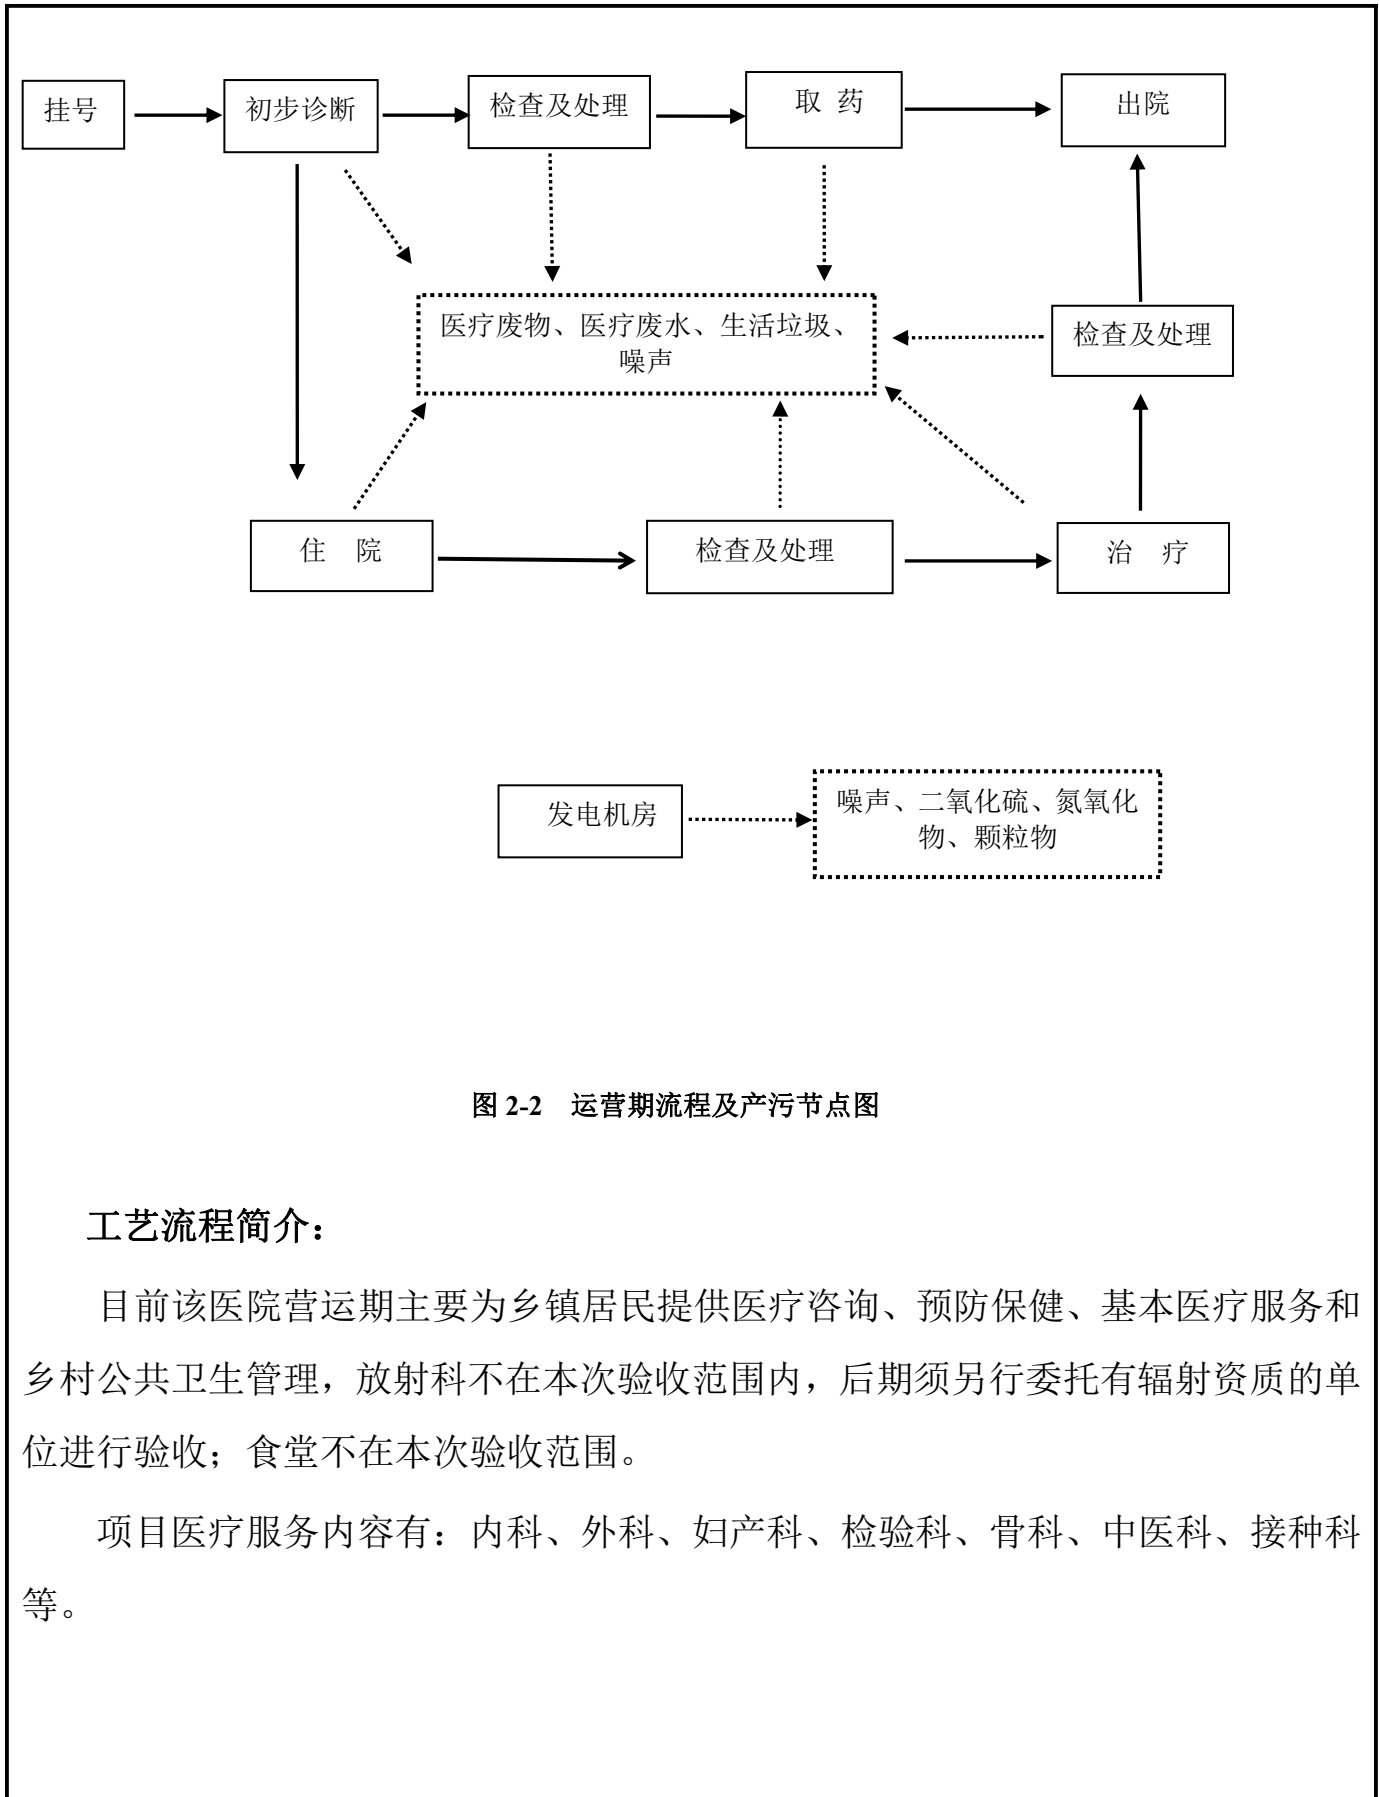 挂号
初步诊断
检查及处理
取 药
出院
医疗废物、医疗废水、生活垃圾、
噪声
检查及处理
住 院
检查及处理
治 疗
发电机房
噪声、二氧化硫、氮氧化
物、颗粒物
图 2-2 运营期流程及产污节点图
工艺流程简介：
目前该医院营运期主要为乡镇居民提供医疗咨询、预防保健、基本医疗服务和
乡村公共卫生管理，放射科不在本次验收范围内，后期须另行委托有辐射资质的单
位进行验收；食堂不在本次验收范围。
项目医疗服务内容有：内科、外科、妇产科、检验科、骨科、中医科、接种科
等。